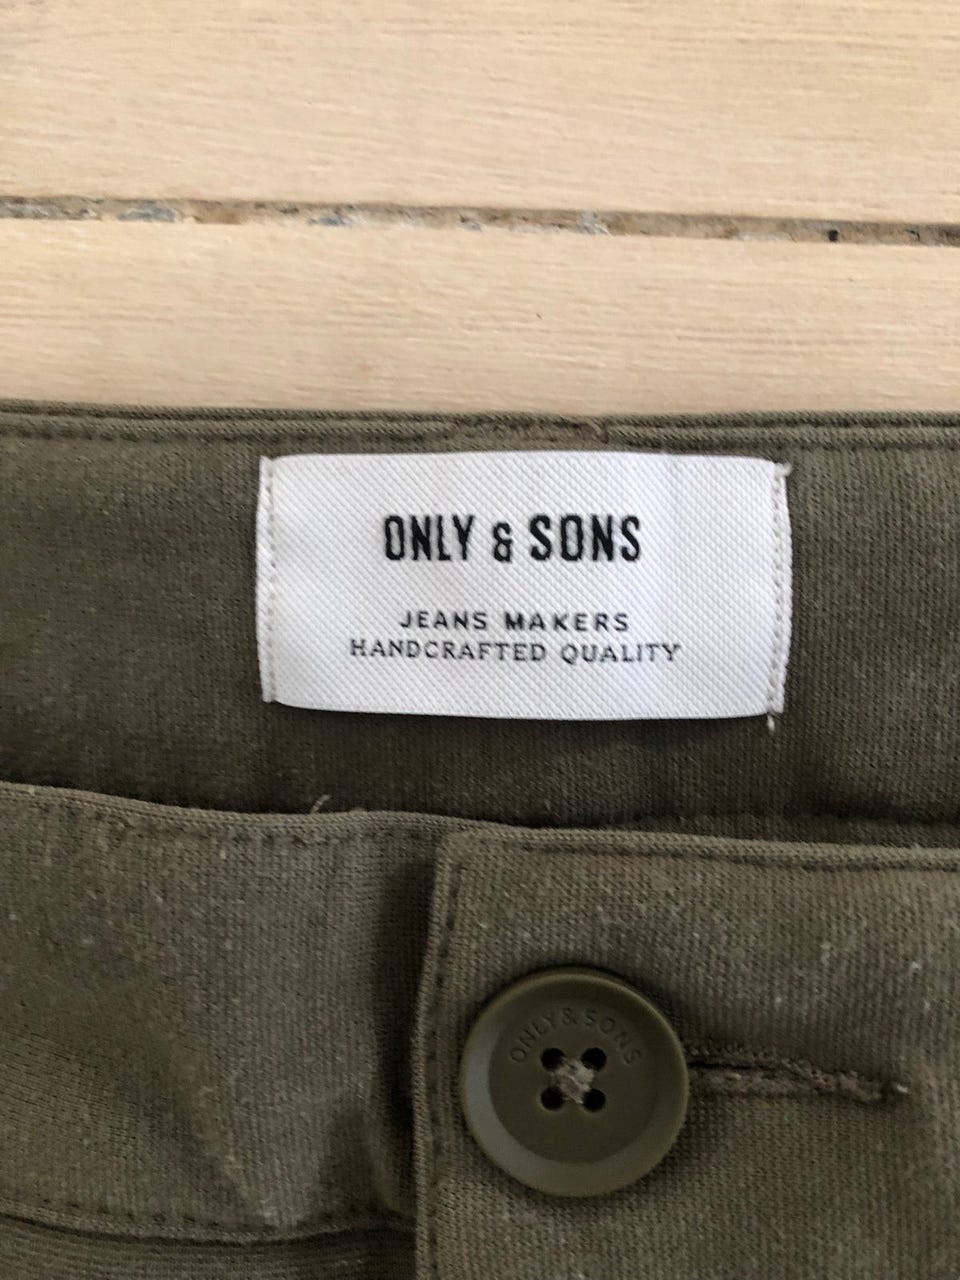 ONLY & SONS
JEANS MAKERS
HANDCRAFTED QUALITY
ONLY & SONS